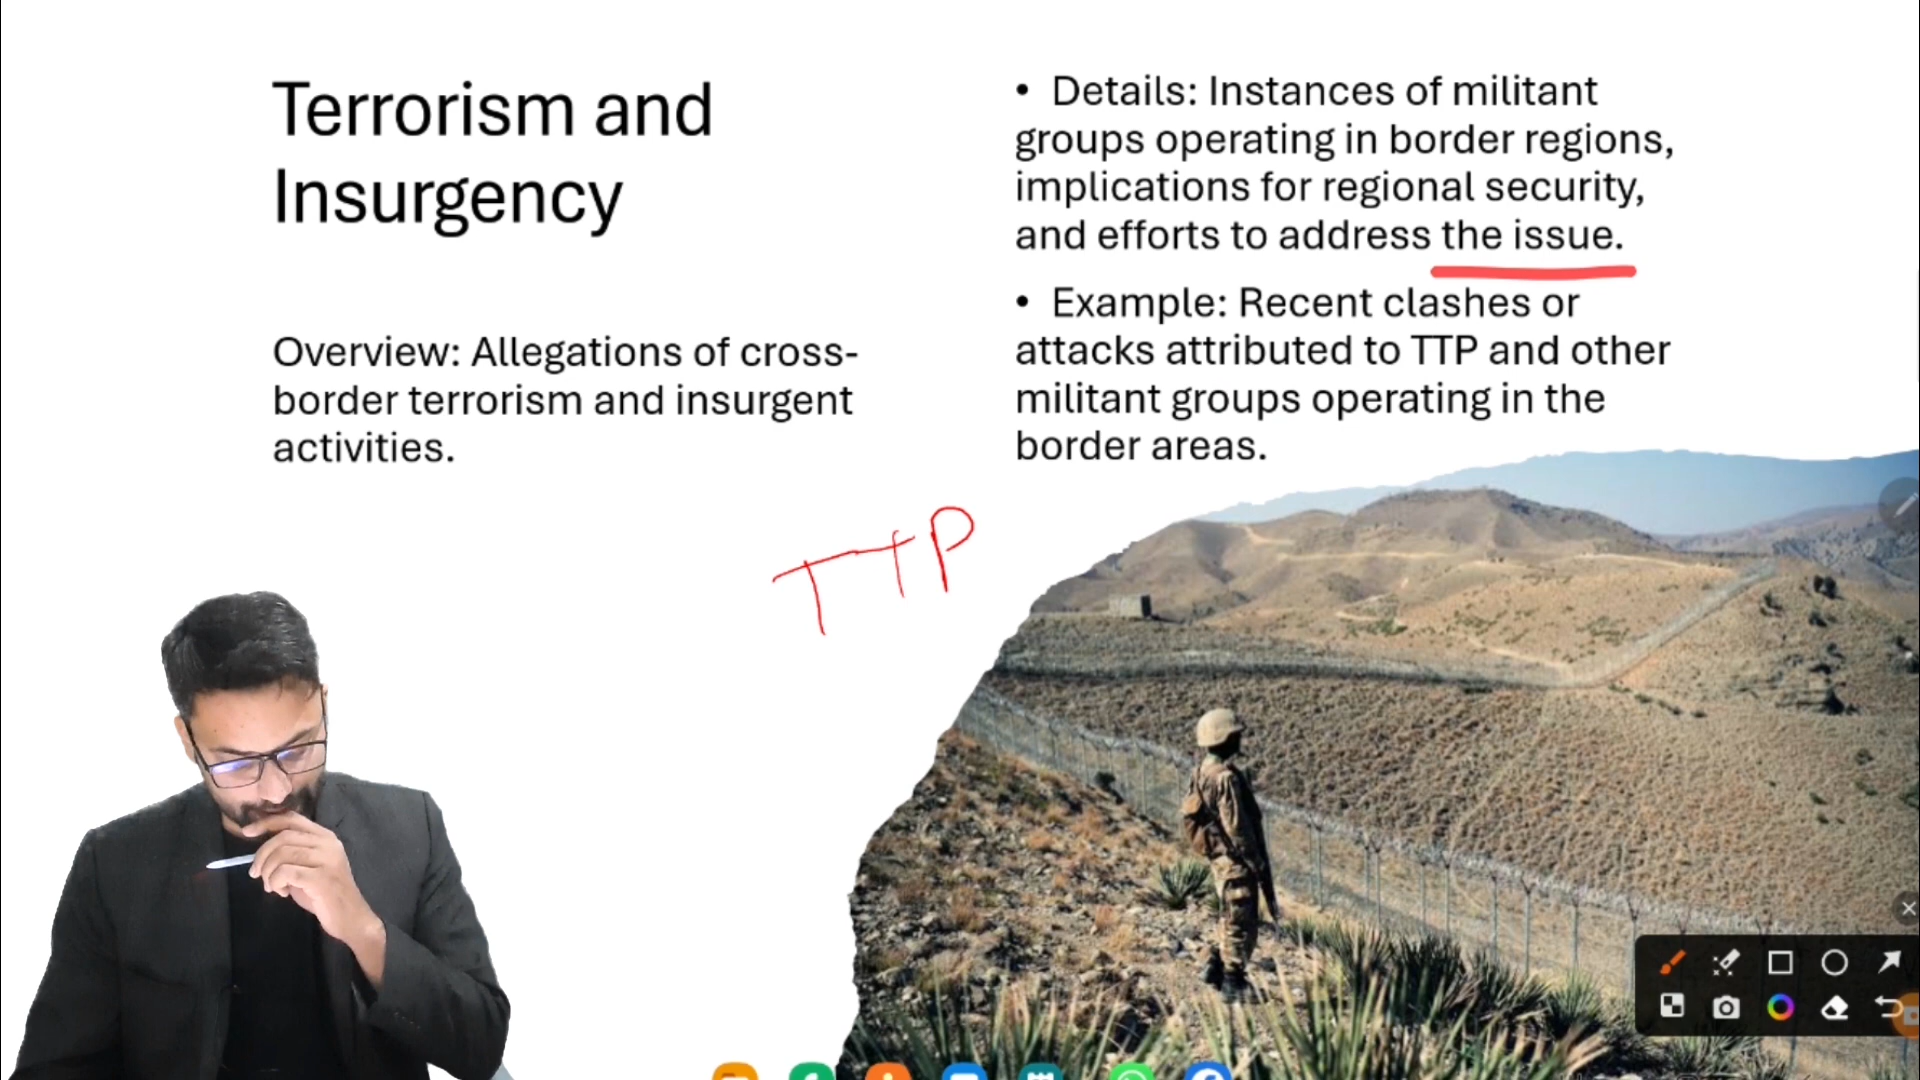 Terrorism and
Insurgency
Overview: Allegations of cross-
border terrorism and insurgent
activities.
• Details: Instances of militant
groups operating in border regions,
implications for regional security,
and efforts to address the issue.
• Example: Recent clashes or
attacks attributed to TTP and other
militant groups operating in the
border areas.
TTP